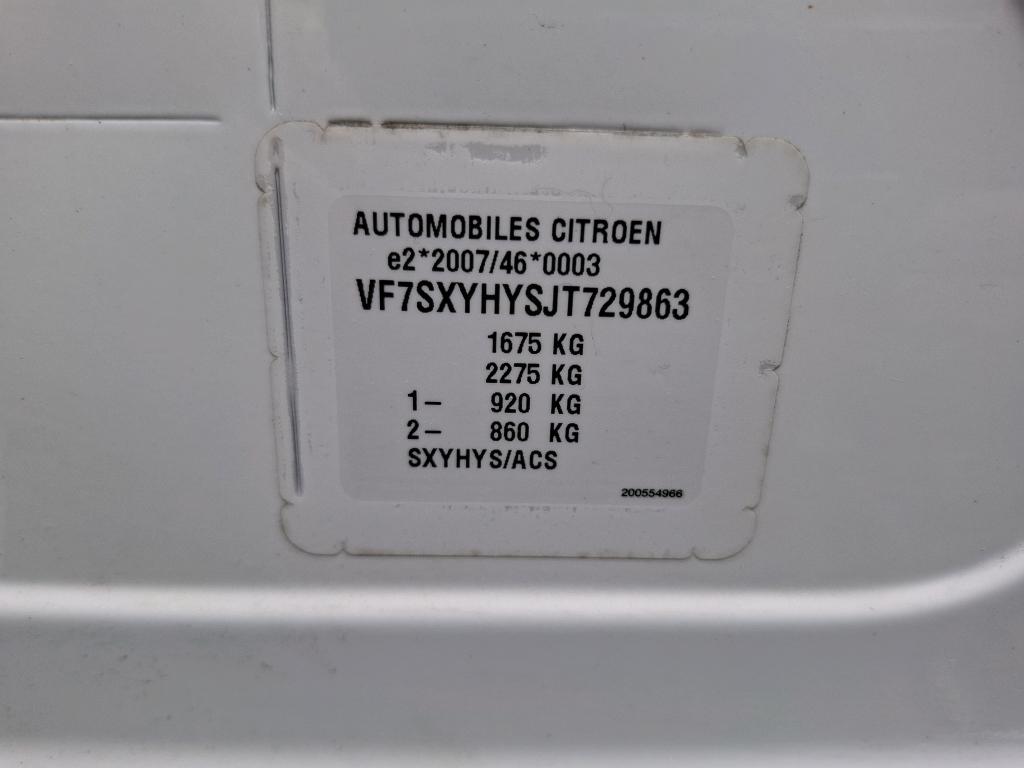 AUTOMOBILES CITROEN
e2*2007/46*0003
VF7SXYHYSJT729863
1675 KG
2275 KG
1– 920 KG
2– 860 KG
SXYHYS/ACS
200554966